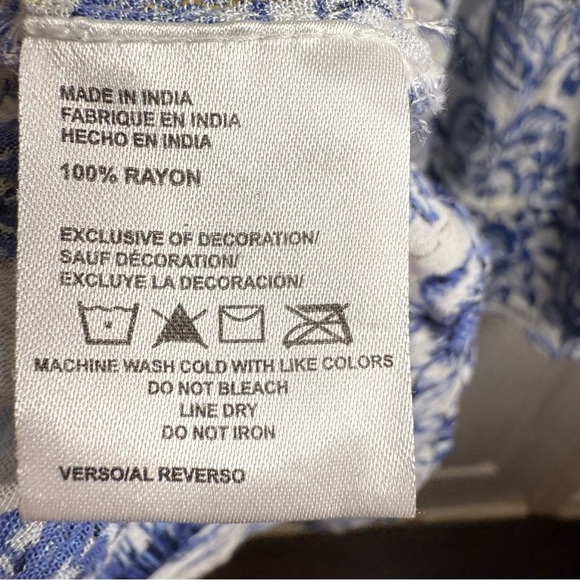 MADE IN INDIA
FABRIQUE EN INDIA
HECHO EN INDIA
100% RAYON
EXCLUSIVE OF DECORATION/
SAUF DÉCORATION/
EXCLUYE LA DECORACIÓN/
MACHINE WASH COLD WITH LIKE COLORS
DO NOT BLEACH
LINE DRY
DO NOT IRON
VERSO/AL REVERSO